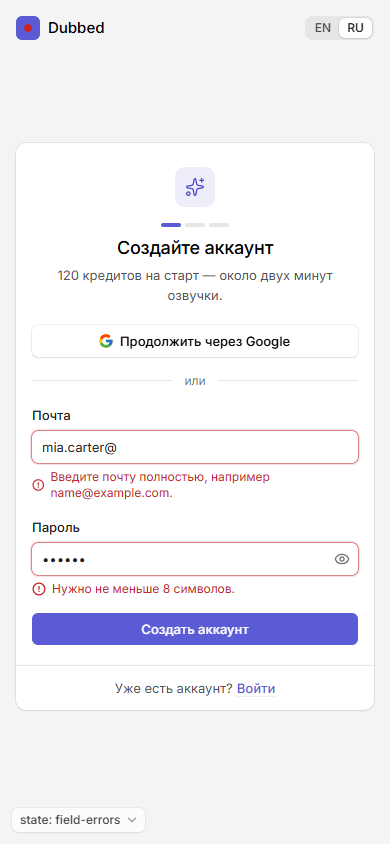 Dubbed
EN
RU
Создайте аккаунт
120 кредитов на старт — около двух минут
озвучки.
Продолжить через Google
или
Почта
mia.carter@
Введите почту полностью, например
name@example.com.
Пароль
••••••
Нужно не меньше 8 символов.
Создать аккаунт
Уже есть аккаунт? Войти
state: field-errors